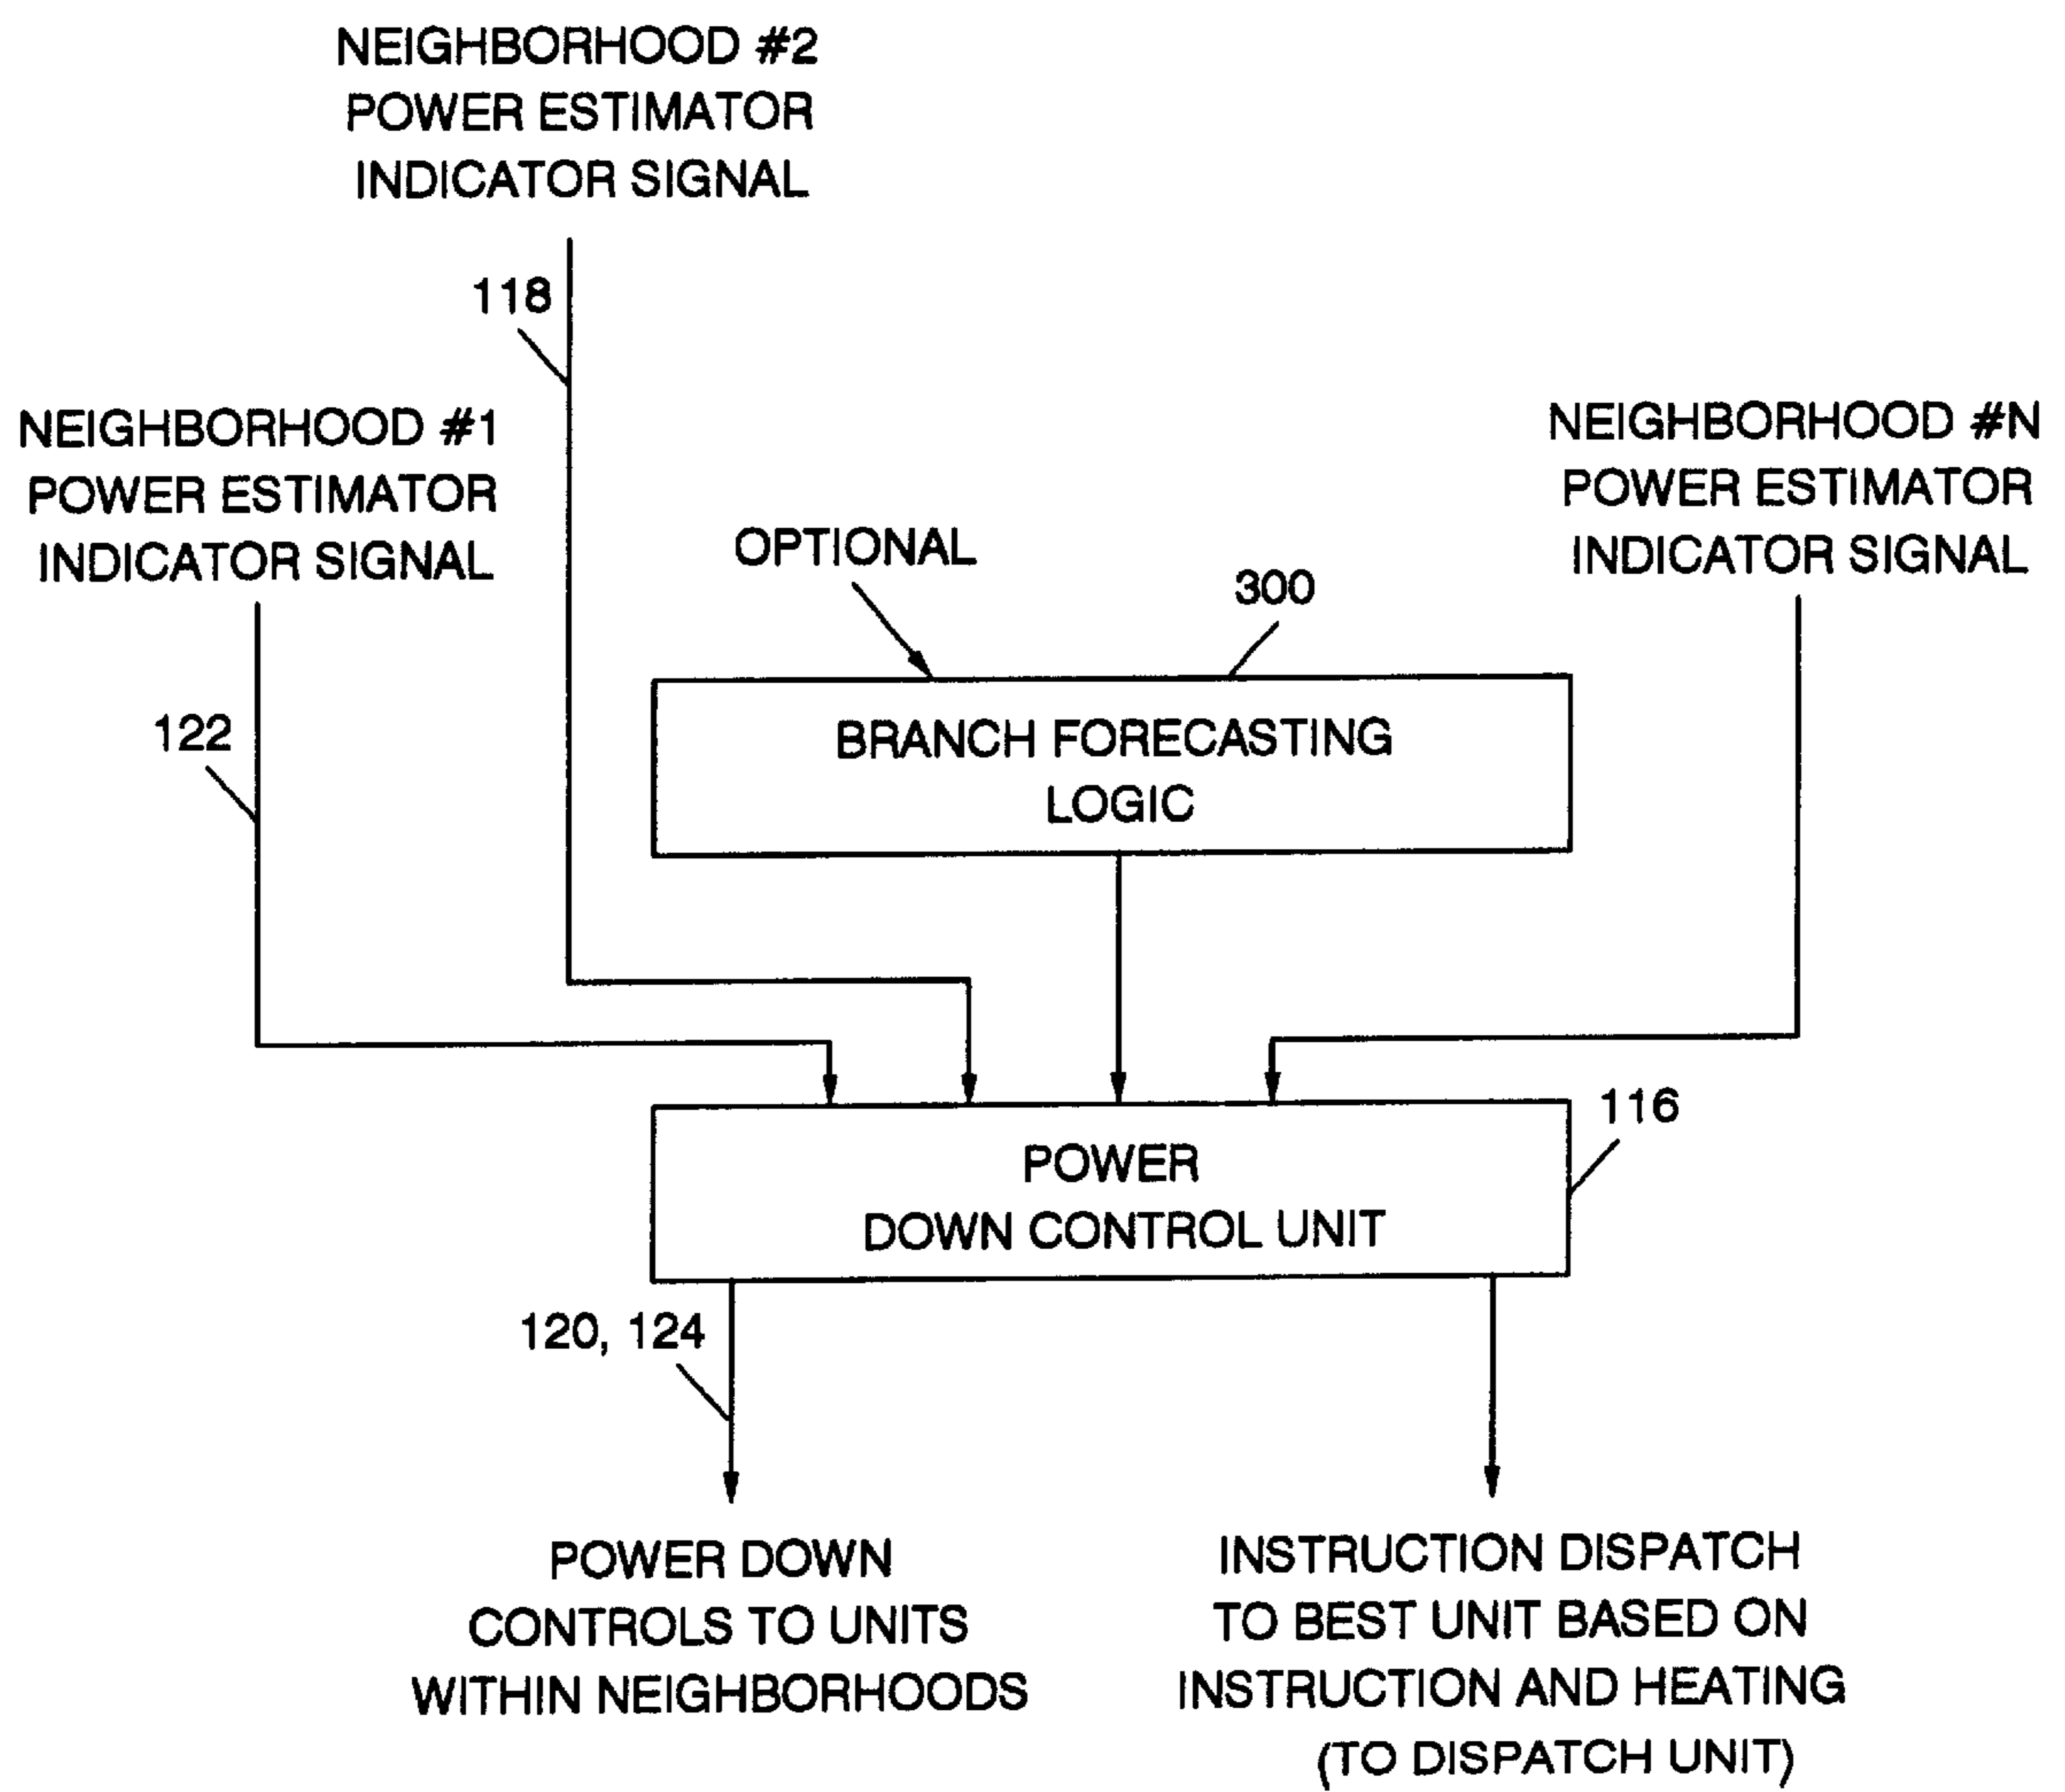 NEIGHBORHOOD #2
POWER ESTIMATOR
INDICATOR SIGNAL
118
NEIGHBORHOOD #1
POWER ESTIMATOR
INDICATOR SIGNAL
NEIGHBORHOOD #N
POWER ESTIMATOR
INDICATOR SIGNAL
OPTIONAL
300
122
BRANCH FORECASTING
LOGIC
116
POWER
DOWN CONTROL UNIT
120, 124
POWER DOWN
CONTROLS TO UNITS
WITHIN NEIGHBORHOODS
INSTRUCTION DISPATCH
TO BEST UNIT BASED ON
INSTRUCTION AND HEATING
(TO DISPATCH UNIT)